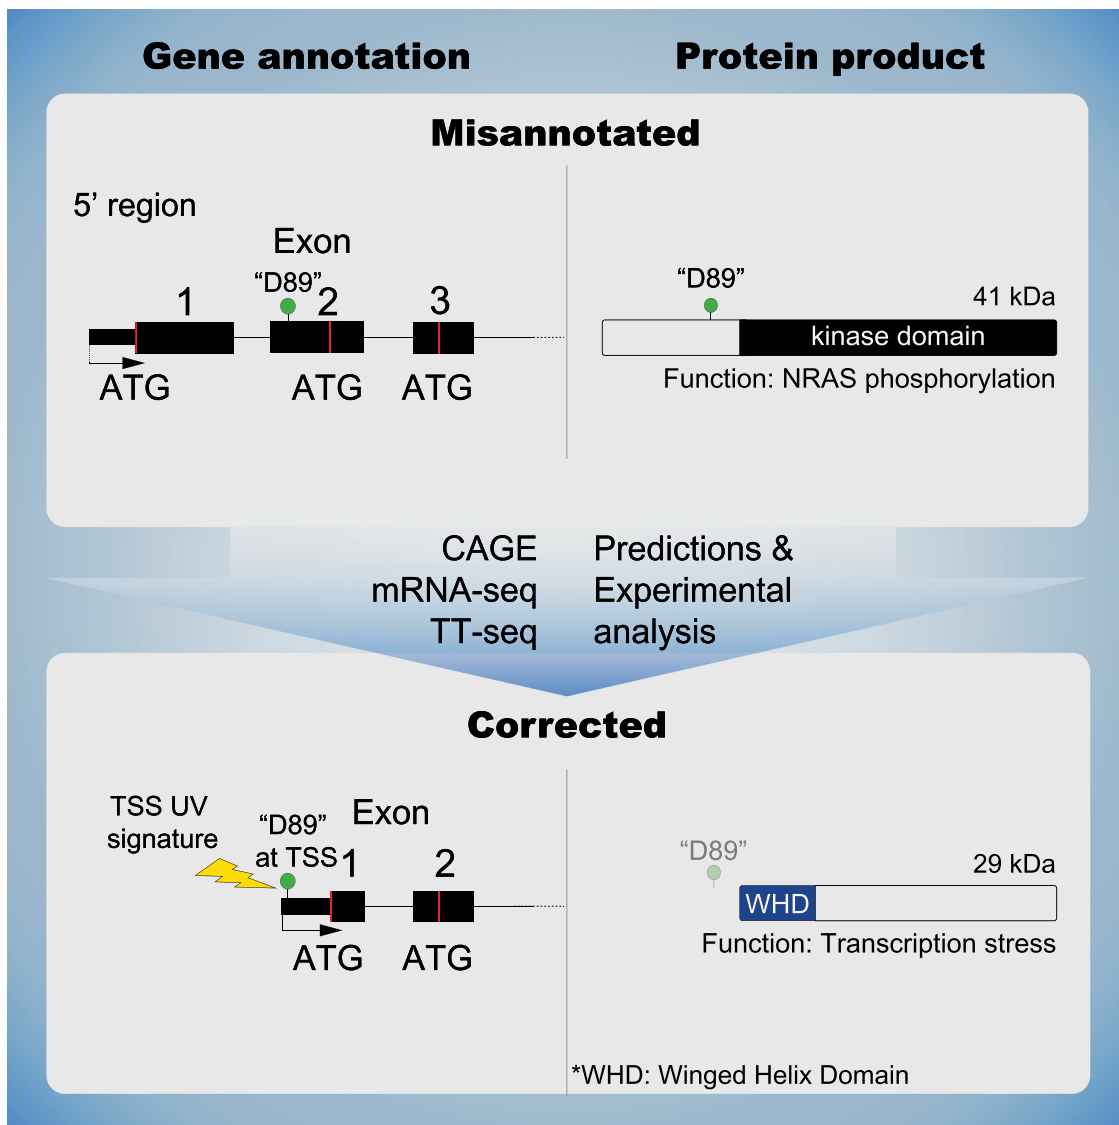 Gene annotation
Protein product
Misannotated
5’ region
Exon
“D89”
1
2
3
ATG
ATG
ATG
“D89”
41 kDa
kinase domain
Function: NRAS phosphorylation
CAGE
mRNA-seq
TT-seq
Predictions &
Experimental
analysis
Corrected
TSS UV
signature
“D89”
at TSS
Exon
1
2
ATG
ATG
“D89”
29 kDa
WHD
Function: Transcription stress
*WHD: Winged Helix Domain